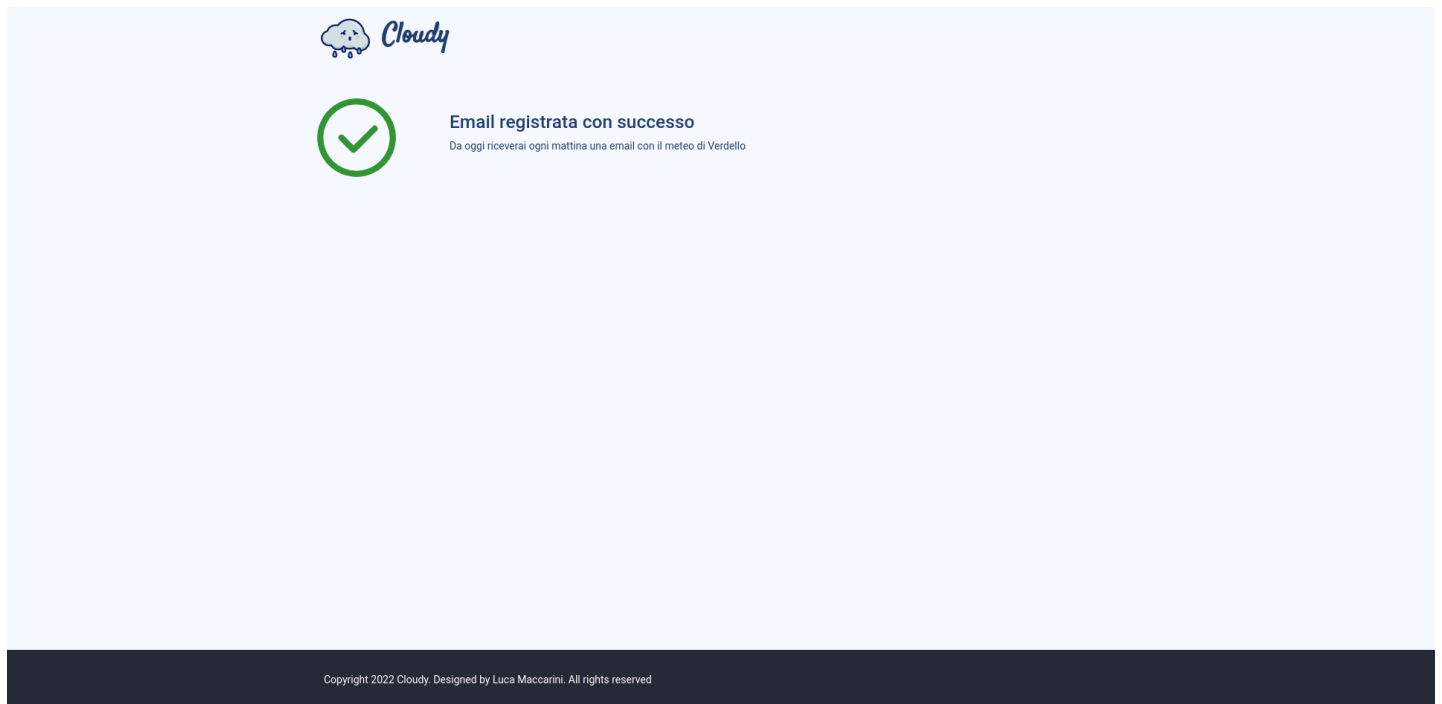 Cloudy
Email registrata con successo
Da oggi riceverai ogni mattina una email con il meteo di Verdello
Copyright 2022 Cloudy. Designed by Luca Maccarini. All rights reserved